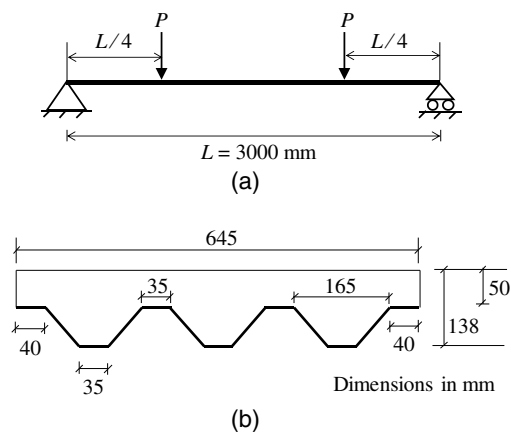 P P
L/4 L/4
L = 3000 mm
(a)
645
35 165 50
40 138 40
35
Dimensions in mm
(b)